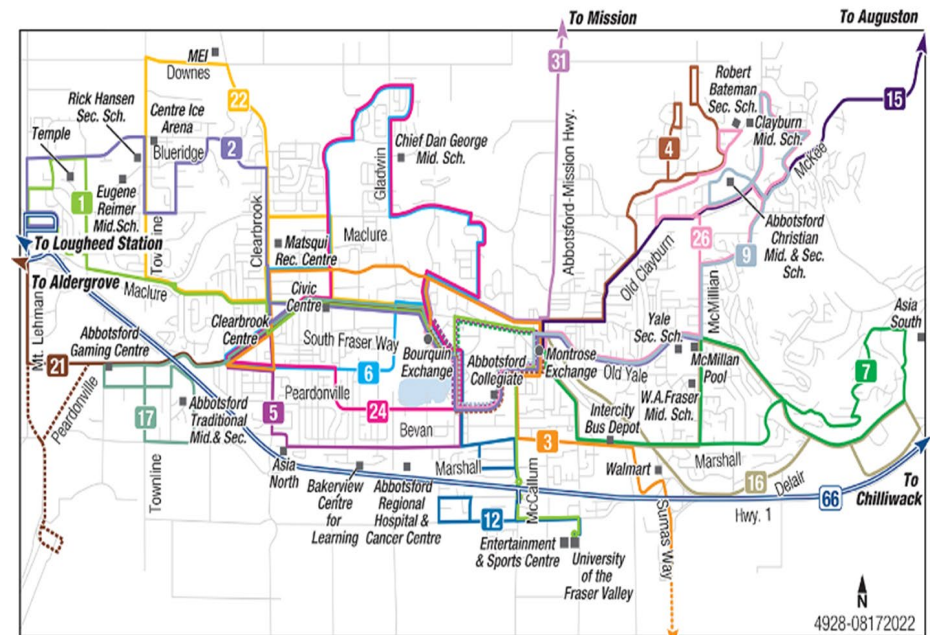 To Mission
To Auguston
31
15
MEI
Downes
22
Rick Hansen
Sec. Sch.
Centre Ice
Arena
Blueridge
2
Temple
1
Eugene
Reimer
Mid.Sch.
Townline
Clearbrook
Gladwin
Chief Dan George
Mid. Sch.
Abbotsford-Mission Hwy.
Robert
Bateman
Sec. Sch.
Clayburn
Mid. Sch.
4
McKee
Abbotsford
Christian
Mid. & Sec.
Sch.
26
9
Old Clayburn
McMillan
To Lougheed Station
To Aldergrove
Maclure
Matsqui
Rec. Centre
Maclure
Civic
Centre
Clearbrook
Centre
South Fraser Way
Bourquin
Exchange
Abbotsford
Collegiate
Montrose
Exchange
Old Yale
Yale
Sec. Sch.
McMillan
Pool
W.A.Fraser
Mid. Sch.
Asia
South
7
Mt. Lehman
Abbotsford
Gaming Centre
21
Peardonville
17
Abbotsford
Traditional
Mid.& Sec.
Townline
5
Peardonville
6
24
Bevan
Asia
North
Bakerview
Centre
for
Learning
Abbotsford
Regional
Hospital &
Cancer Centre
Marshall
3
McCallum
12
Entertainment
& Sports Centre
University
of the
Fraser Valley
Intercity
Bus Depot
Walmart
Sumas Way
Marshall
16
Delair
Hwy. 1
66
To
Chilliwack
N
4928-08172022